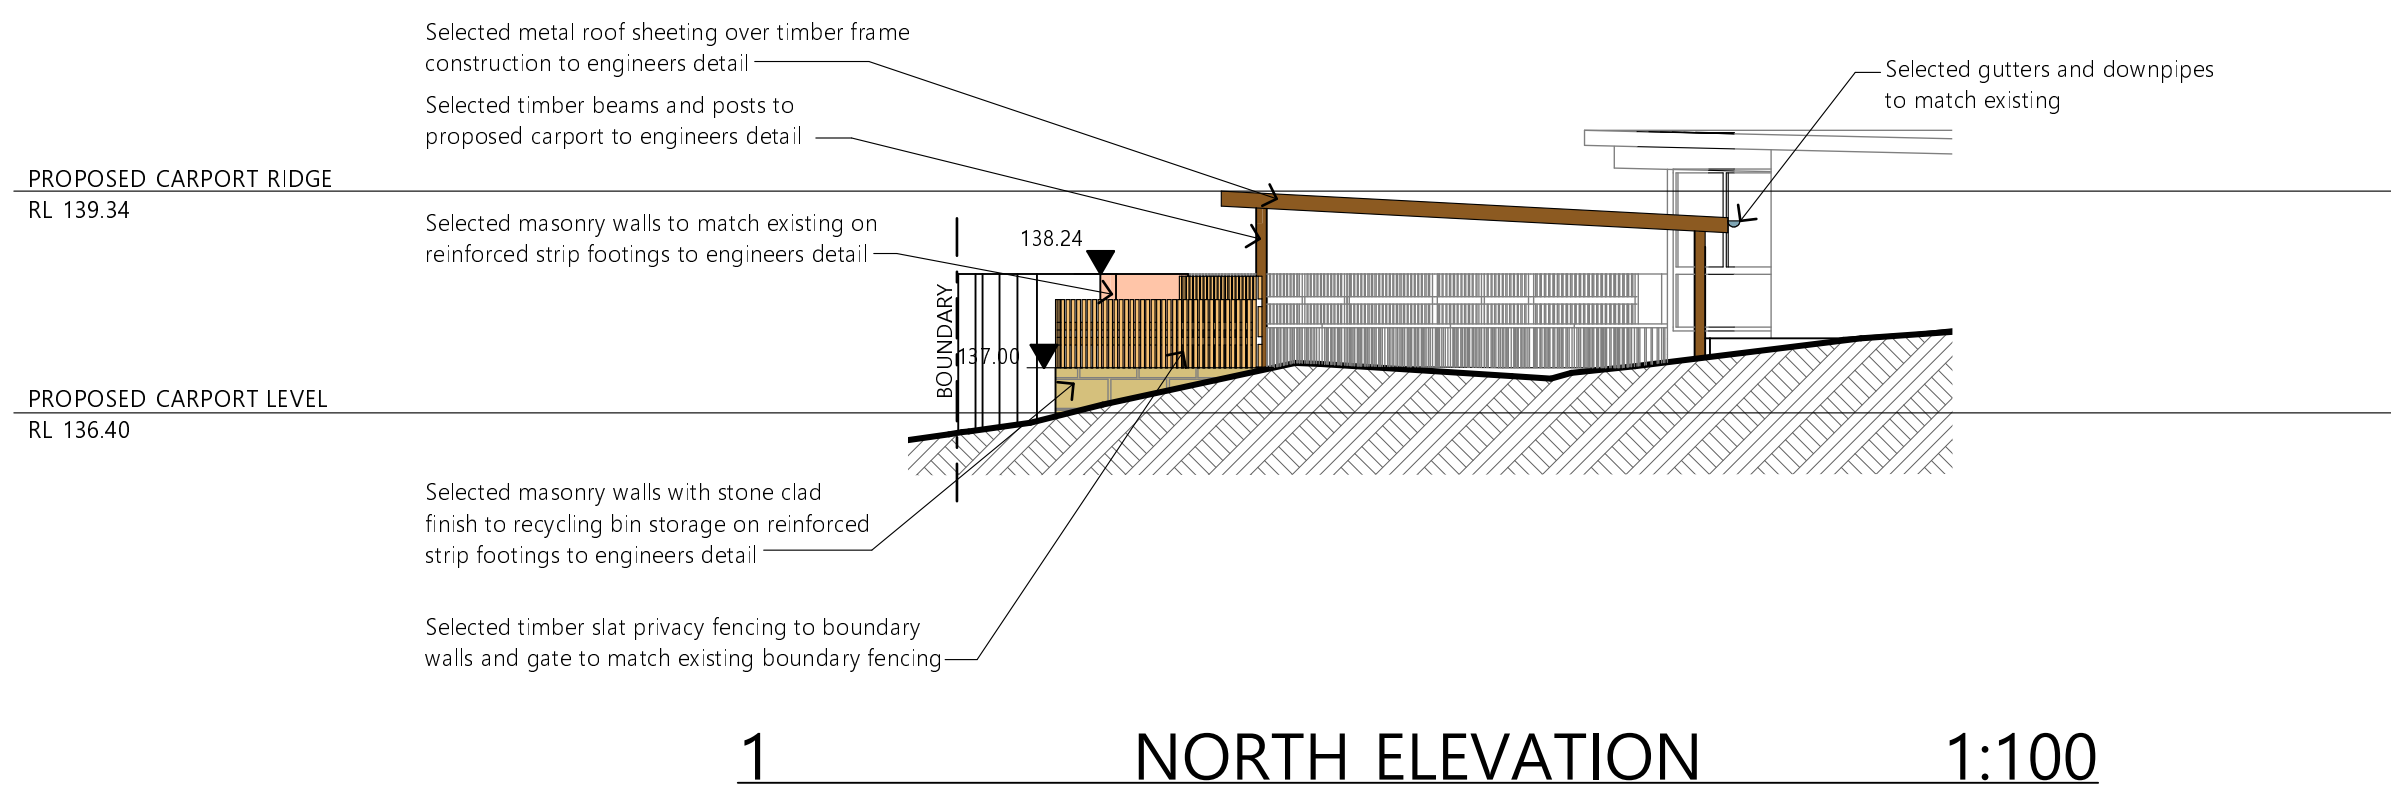 Selected metal roof sheeting over timber frame
construction to engineers detail
Selected timber beams and posts to
proposed carport to engineers detail
Selected gutters and downpipes
to match existing
PROPOSED CARPORT RIDGE
RL 139.34
Selected masonry walls to match existing on
reinforced strip footings to engineers detail
138.24
BOUNDARY
137.00
PROPOSED CARPORT LEVEL
RL 136.40
Selected masonry walls with stone clad
finish to recycling bin storage on reinforced
strip footings to engineers detail
Selected timber slat privacy fencing to boundary
walls and gate to match existing boundary fencing
1 NORTH ELEVATION 1:100